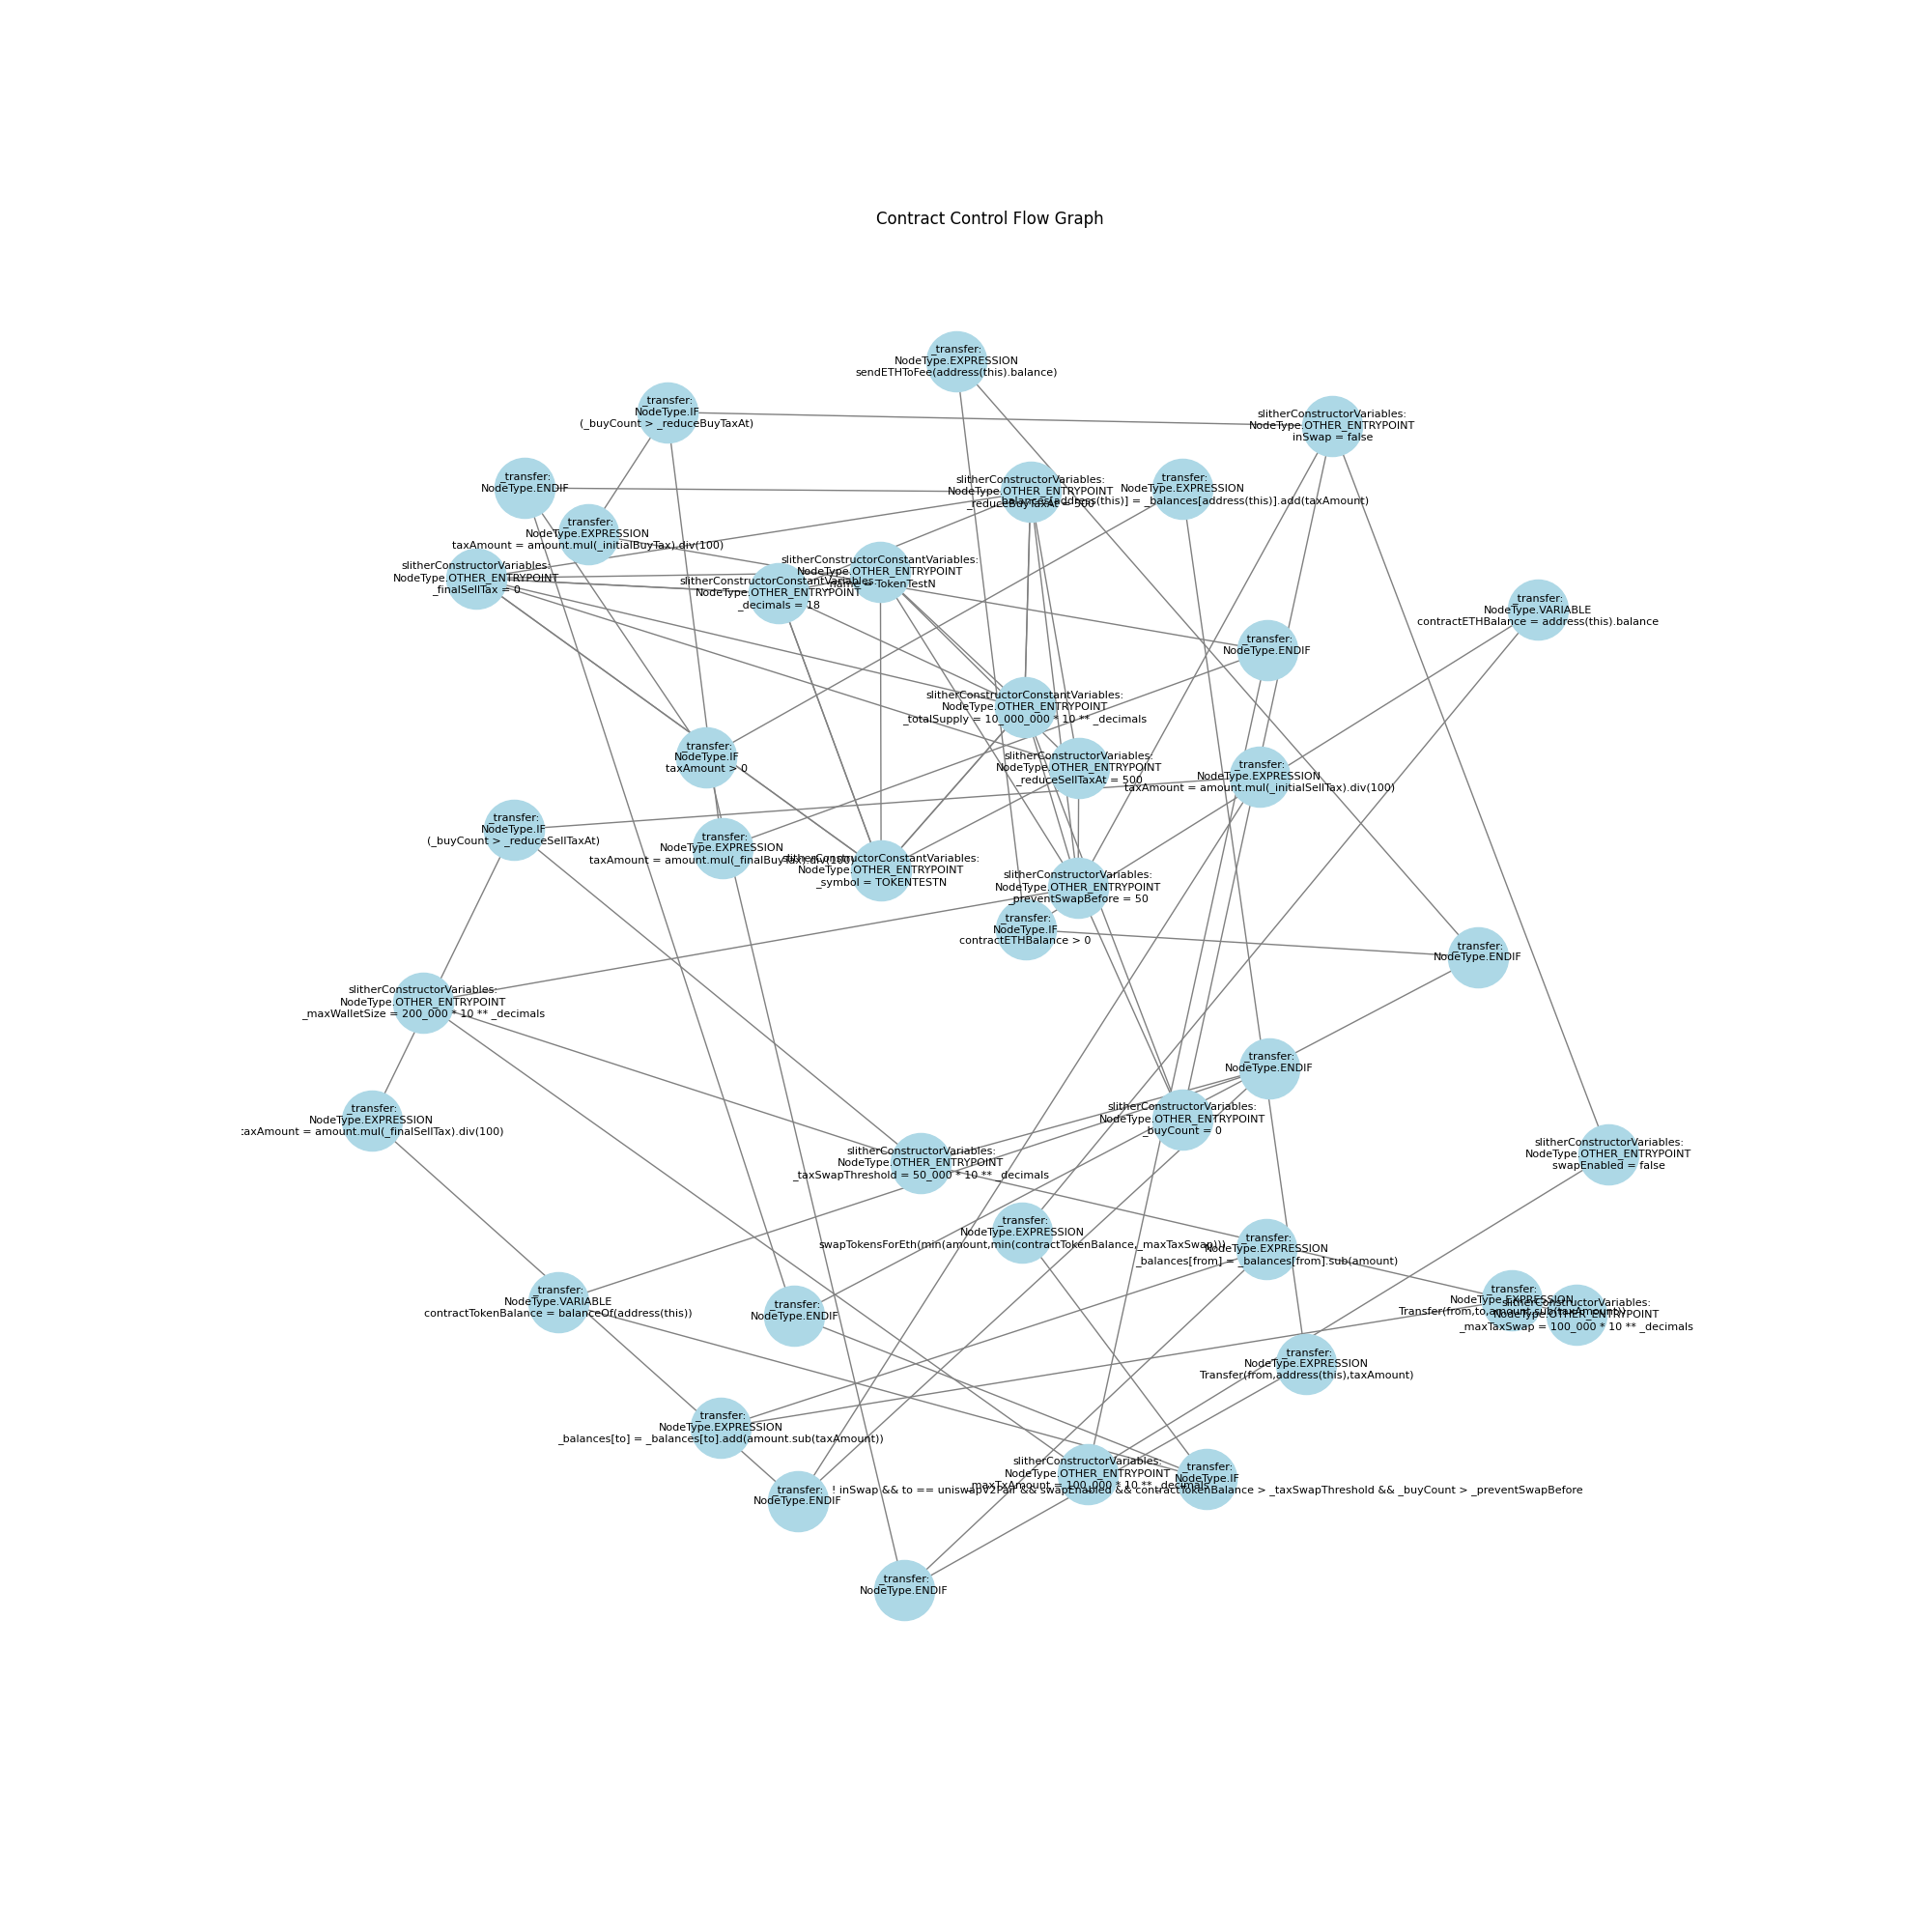 Contract Control Flow Graph
_transfer:
NodeType.EXPRESSION
sendETHToFee(address(this).balance)
_transfer:
NodeType.IF
(_buyCount > _reduceBuyTaxAt)
slitherConstructorVariables:
NodeType.OTHER_ENTRYPOINT
inSwap = false
_transfer:
NodeType.ENDIF
slitherConstructorVariables:
NodeType.OTHER_ENTRYPOINT
_reduceBuyTaxAt = 500
_transfer:
NodeType.EXPRESSION
_balances[address(this)] = _balances[address(this)].add(taxAmount)
_transfer:
NodeType.EXPRESSION
taxAmount = amount.mul(_initialBuyTax).div(100)
slitherConstructorVariables:
NodeType.OTHER_ENTRYPOINT
_finalSellTax = 0
slitherConstructorConstantVariables:
NodeType.OTHER_ENTRYPOINT
_name = TokenTestN
slitherConstructorConstantVariables:
NodeType.OTHER_ENTRYPOINT
_decimals = 18
_transfer:
NodeType.VARIABLE
contractETHBalance = address(this).balance
_transfer:
NodeType.ENDIF
slitherConstructorConstantVariables:
NodeType.OTHER_ENTRYPOINT
_totalSupply = 10_000_000 * 10 ** _decimals
_transfer:
NodeType.IF
taxAmount > 0
slitherConstructorVariables:
NodeType.OTHER_ENTRYPOINT
_reduceSellTaxAt = 500
_transfer:
NodeType.EXPRESSION
taxAmount = amount.mul(_initialSellTax).div(100)
_transfer:
NodeType.IF
(_buyCount > _reduceSellTaxAt)
_transfer:
NodeType.EXPRESSION
taxAmount = amount.mul(_finalBuyTax).div(100)
slitherConstructorConstantVariables:
NodeType.OTHER_ENTRYPOINT
_symbol = TOKENTESTN
slitherConstructorVariables:
NodeType.OTHER_ENTRYPOINT
_preventSwapBefore = 50
_transfer:
NodeType.IF
contractETHBalance > 0
_transfer:
NodeType.ENDIF
slitherConstructorVariables:
NodeType.OTHER_ENTRYPOINT
_maxWalletSize = 200_000 * 10 ** _decimals
_transfer:
NodeType.ENDIF
_transfer:
NodeType.EXPRESSION
taxAmount = amount.mul(_finalSellTax).div(100)
slitherConstructorVariables:
NodeType.OTHER_ENTRYPOINT
_buyCount = 0
slitherConstructorVariables:
NodeType.OTHER_ENTRYPOINT
swapEnabled = false
slitherConstructorVariables:
NodeType.OTHER_ENTRYPOINT
_taxSwapThreshold = 50_000 * 10 ** _decimals
_transfer:
NodeType.EXPRESSION
swapTokensForEth(min(amount,min(contractTokenBalance,_maxTaxSwap)))
_transfer:
NodeType.EXPRESSION
_balances[from] = _balances[from].sub(amount)
_transfer:
NodeType.VARIABLE
contractTokenBalance = balanceOf(address(this))
_transfer:
NodeType.ENDIF
_transfer:
NodeType.EXPRESSION
Transfer(from,to,amount.sub(taxAmount))
slitherConstructorVariables:
NodeType.OTHER_ENTRYPOINT
_maxTaxSwap = 100_000 * 10 ** _decimals
_transfer:
NodeType.EXPRESSION
Transfer(from,address(this),taxAmount)
_transfer:
NodeType.EXPRESSION
_balances[to] = _balances[to].add(amount.sub(taxAmount))
slitherConstructorVariables:
NodeType.OTHER_ENTRYPOINT
_maxTxAmount = 100_000 * 10 ** _decimals
_transfer:
NodeType.IF
! inSwap && to == uniswapV2Pair && swapEnabled && contractTokenBalance > _taxSwapThreshold && _buyCount > _preventSwapBefore
_transfer:
NodeType.ENDIF
_transfer:
NodeType.ENDIF